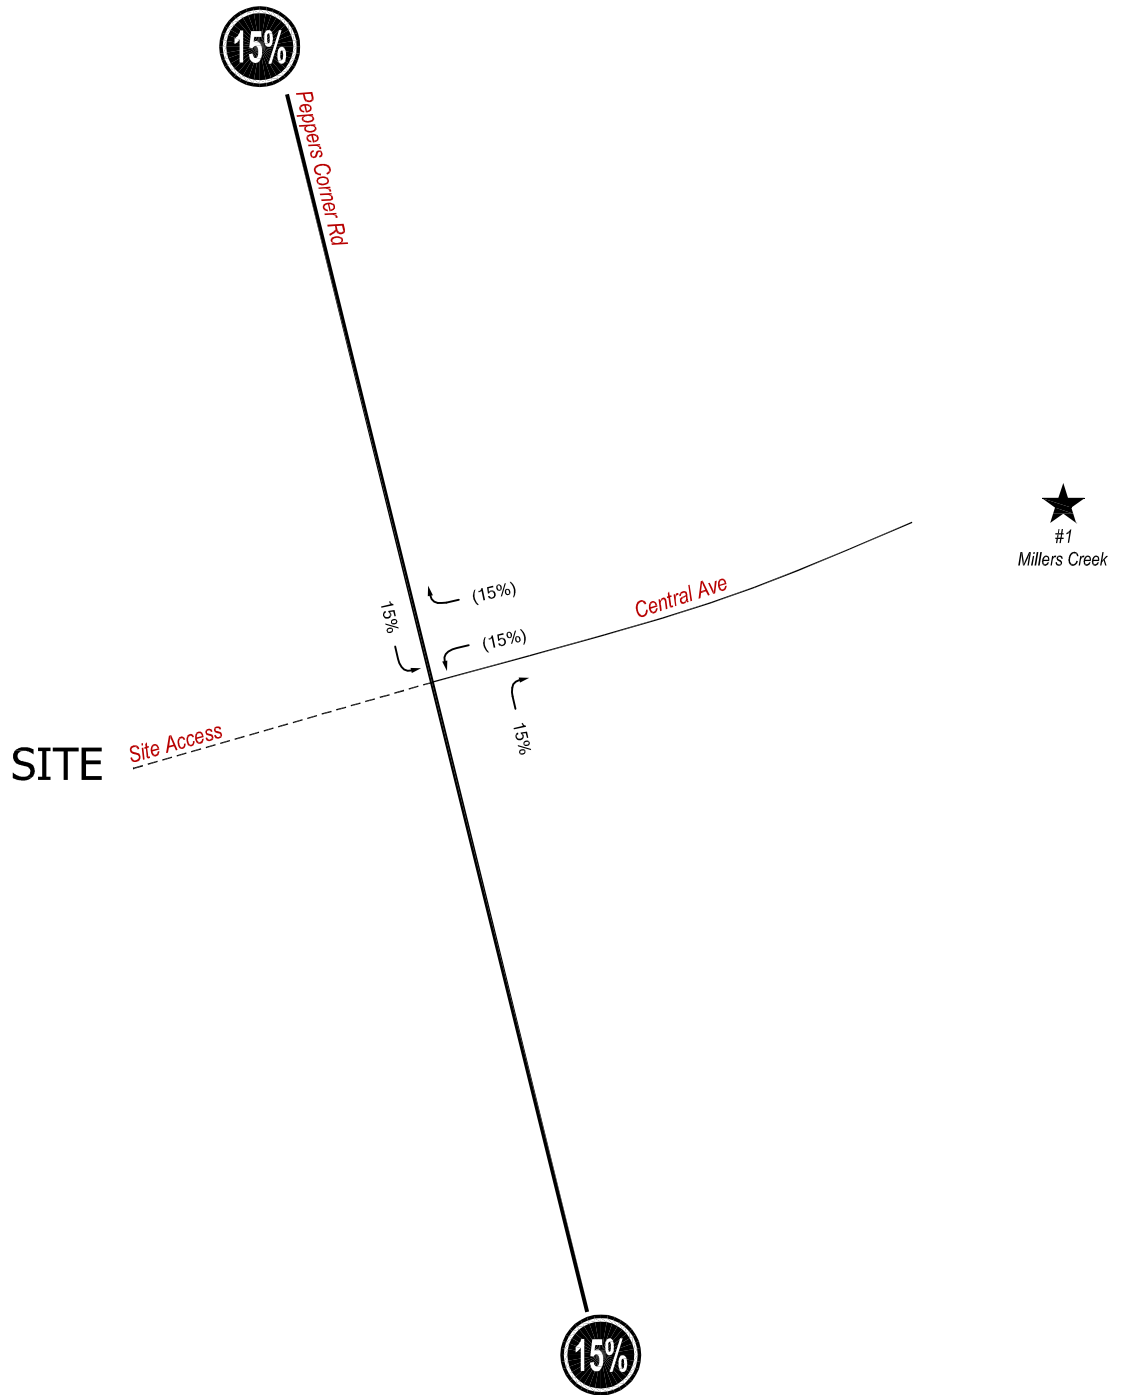 15%
Peppers Corner Rd
#1
Millers Creek
Central Ave
(15%)
15%
(15%)
15%
Site Access
SITE
15%